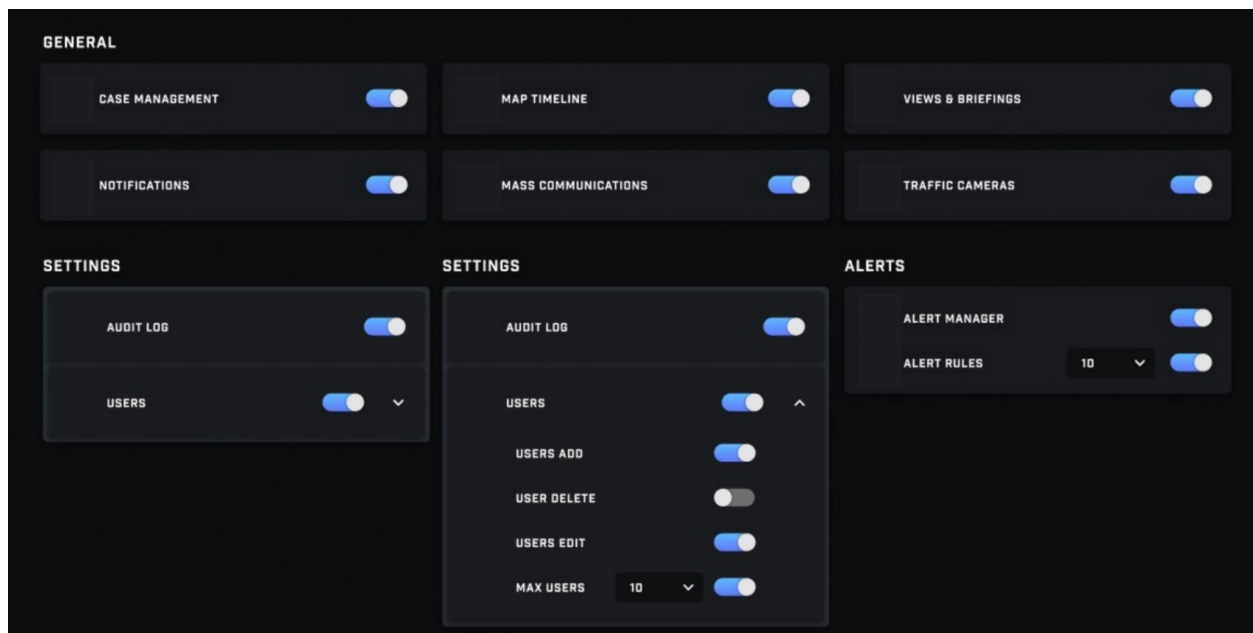 GENERAL
CASE MANAGEMENT
MAP TIMELINE
VIEWS & BRIEFINGS
NOTIFICATIONS
MASS COMMUNICATIONS
TRAFFIC CAMERAS
SETTINGS
AUDIT LOG
USERS
SETTINGS
AUDIT LOG
USERS
USERS ADD
USER DELETE
USERS EDIT
MAX USERS 10
ALERTS
ALERT MANAGER
ALERT RULES 10